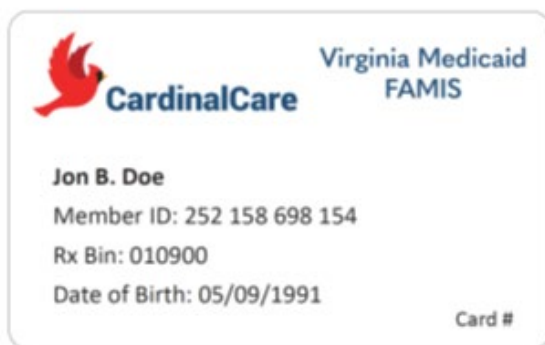 CardinalCare
Virginia Medicaid
FAMIS
Jon B. Doe
Member ID: 252 158 698 154
Rx Bin: 010900
Date of Birth: 05/09/1991
Card #